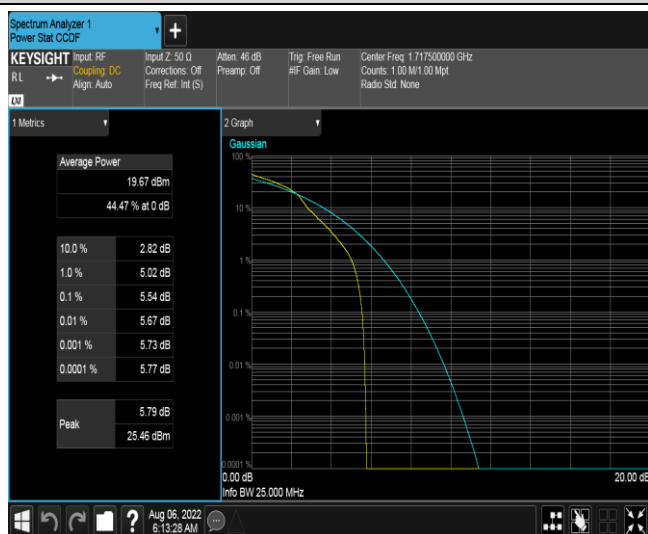 Spectrum Analyzer 1
Power Stat CCDF
KEYSIGHT
RL
LXI
Input: RF
Coupling: DC
Align: Auto
Input Z: 50 Ω
Corrections: Off
Freq Ref: Int (S)
Atten: 46 dB
Preamp: Off
Trig: Free Run
#IF Gain: Low
Center Freq: 1.717500000 GHz
Counts: 1.00 M/1.00 Mpt
Radio Std: None
1 Metrics
Average Power
19.67 dBm
44.47 % at 0 dB
10.0 % 2.82 dB
1.0 % 5.02 dB
0.1 % 5.54 dB
0.01 % 5.67 dB
0.001 % 5.73 dB
0.0001 % 5.77 dB
Peak
5.79 dB
25.46 dBm
2 Graph
Gaussian
100 %
10 %
1 %
0.1 %
0.01 %
0.001 %
0.0001 %
0.00 dB
20.00 dB
Info BW 25.000 MHz
Aug 06, 2022
6:13:28 AM